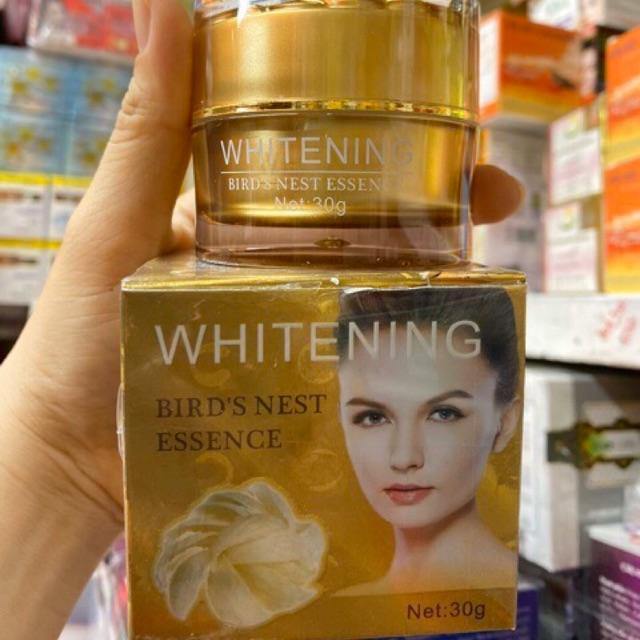 WHITENING
BIRD'S NEST ESSENCE
Net:30g
WHITENING
BIRD'S NEST
ESSENCE
Net:30g